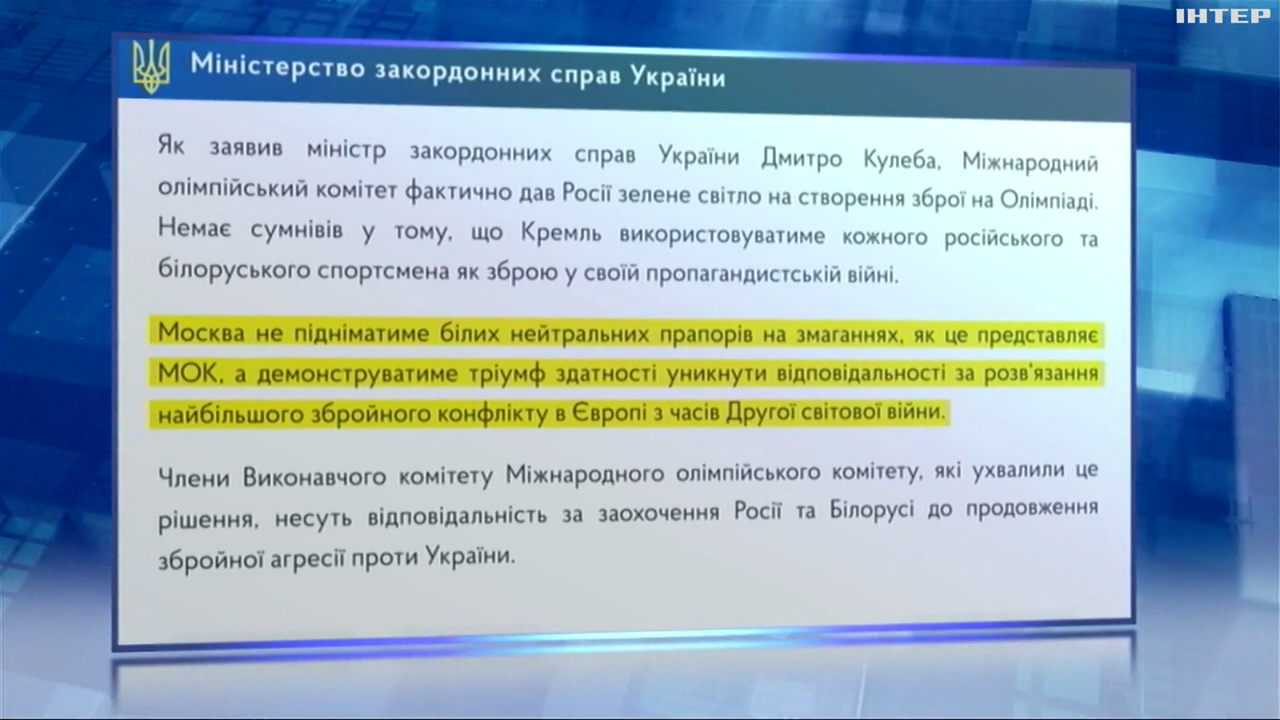 ІНТЕР
Міністерство закордонних справ України
Як заявив міністр закордонних справ України Дмитро Кулеба, Міжнародний
олімпійський комітет фактично дав Росії зелене світло на створення зброї на Олімпіаді.
Немає сумнівів у тому, що Кремль використовуватиме кожного російського та
білоруського спортсмена як зброю у своїй пропагандистській війні.
Москва не підніматиме білих нейтральних прапорів на змаганнях, як це представляє
МОК, а демонструватиме тріумф здатності уникнути відповідальності за розв'язання
найбільшого збройного конфлікту в Європі з часів Другої світової війни.
Члени Виконавчого комітету Міжнародного олімпійського комітету, які ухвалили це
рішення, несуть відповідальність за заохочення Росії та Білорусі до продовження
збройної агресії проти України.